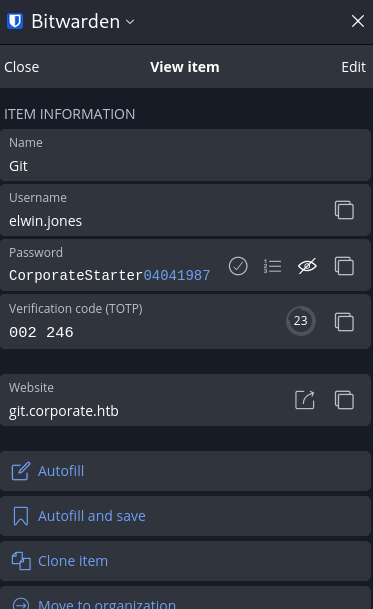 Bitwarden
Close View item Edit
ITEM INFORMATION
Name
Git
Username
elwin.jones
Password
CorporateStarter04041987
Verification code (TOTP)
002 246
23
Website
git.corporate.htb
Autofill
Autofill and save
Clone item
Move to organization